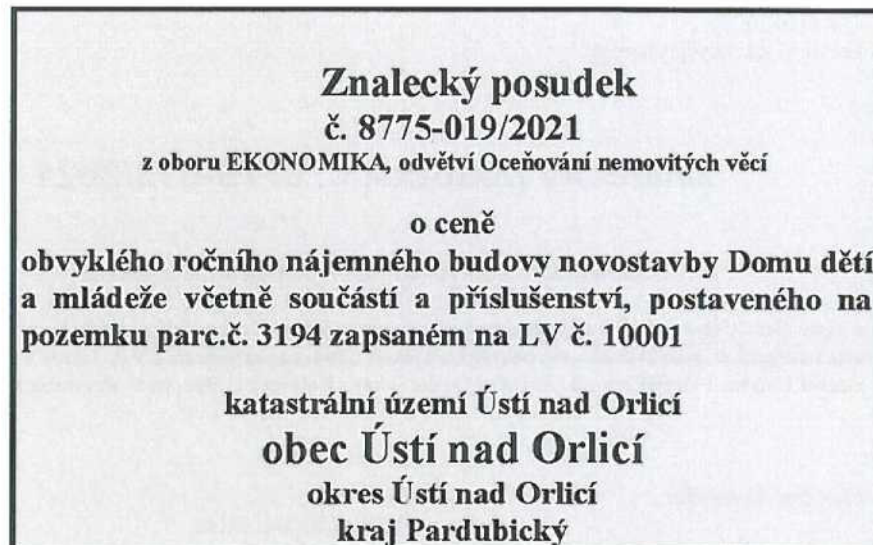 Znalecký posudek
č. 8775-019/2021
z oboru EKONOMIKA, odvětví Oceňování nemovitých věcí
o ceně
obvyklého ročního nájemného budovy novostavby Domu dětí
a mládeže včetně součástí a příslušenství, postaveného na
pozemku parc.č. 3194 zapsaném na LV č. 10001
katastrální území Ústí nad Orlicí
obec Ústí nad Orlicí
okres Ústí nad Orlicí
kraj Pardubický